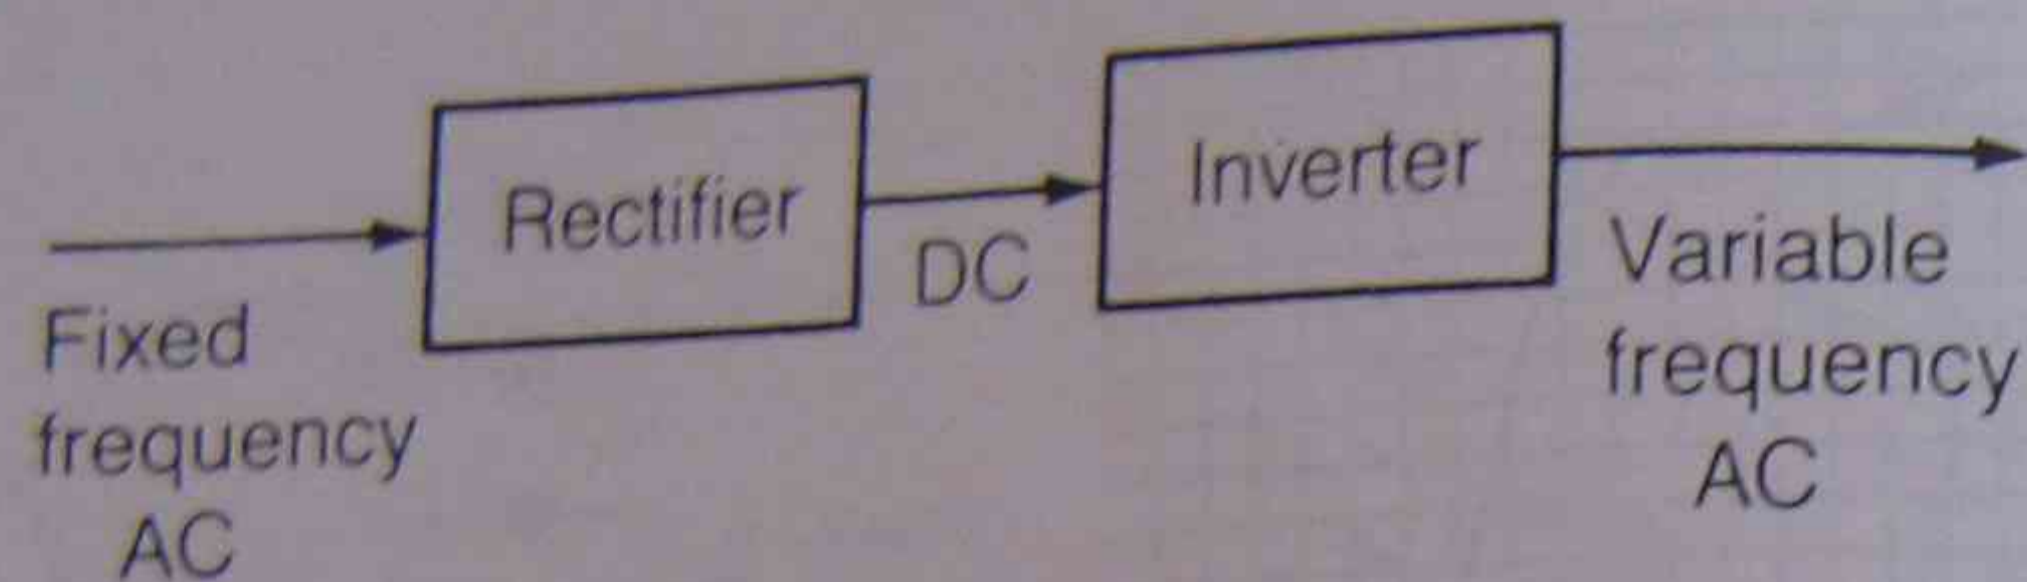 Rectifier
Inverter
DC
Fixed
frequency
AC
Variable
frequency
AC